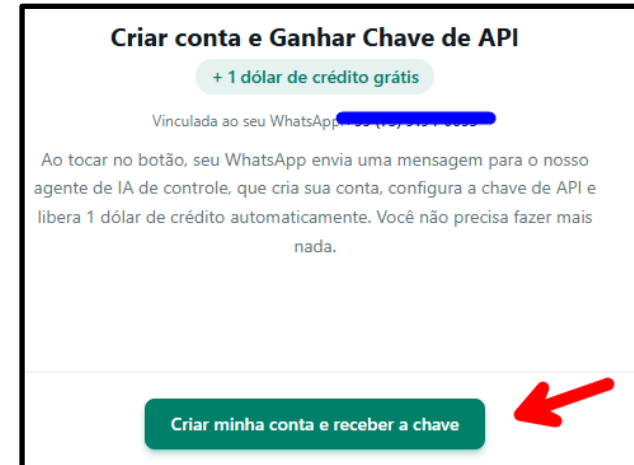 Criar conta e Ganhar Chave de API
+ 1 dólar de crédito grátis
Vinculada ao seu WhatsApp
Ao tocar no botão, seu WhatsApp envia uma mensagem para o nosso
agente de IA de controle, que cria sua conta, configura a chave de API e
libera 1 dólar de crédito automaticamente. Você não precisa fazer mais
nada.
Criar minha conta e receber a chave